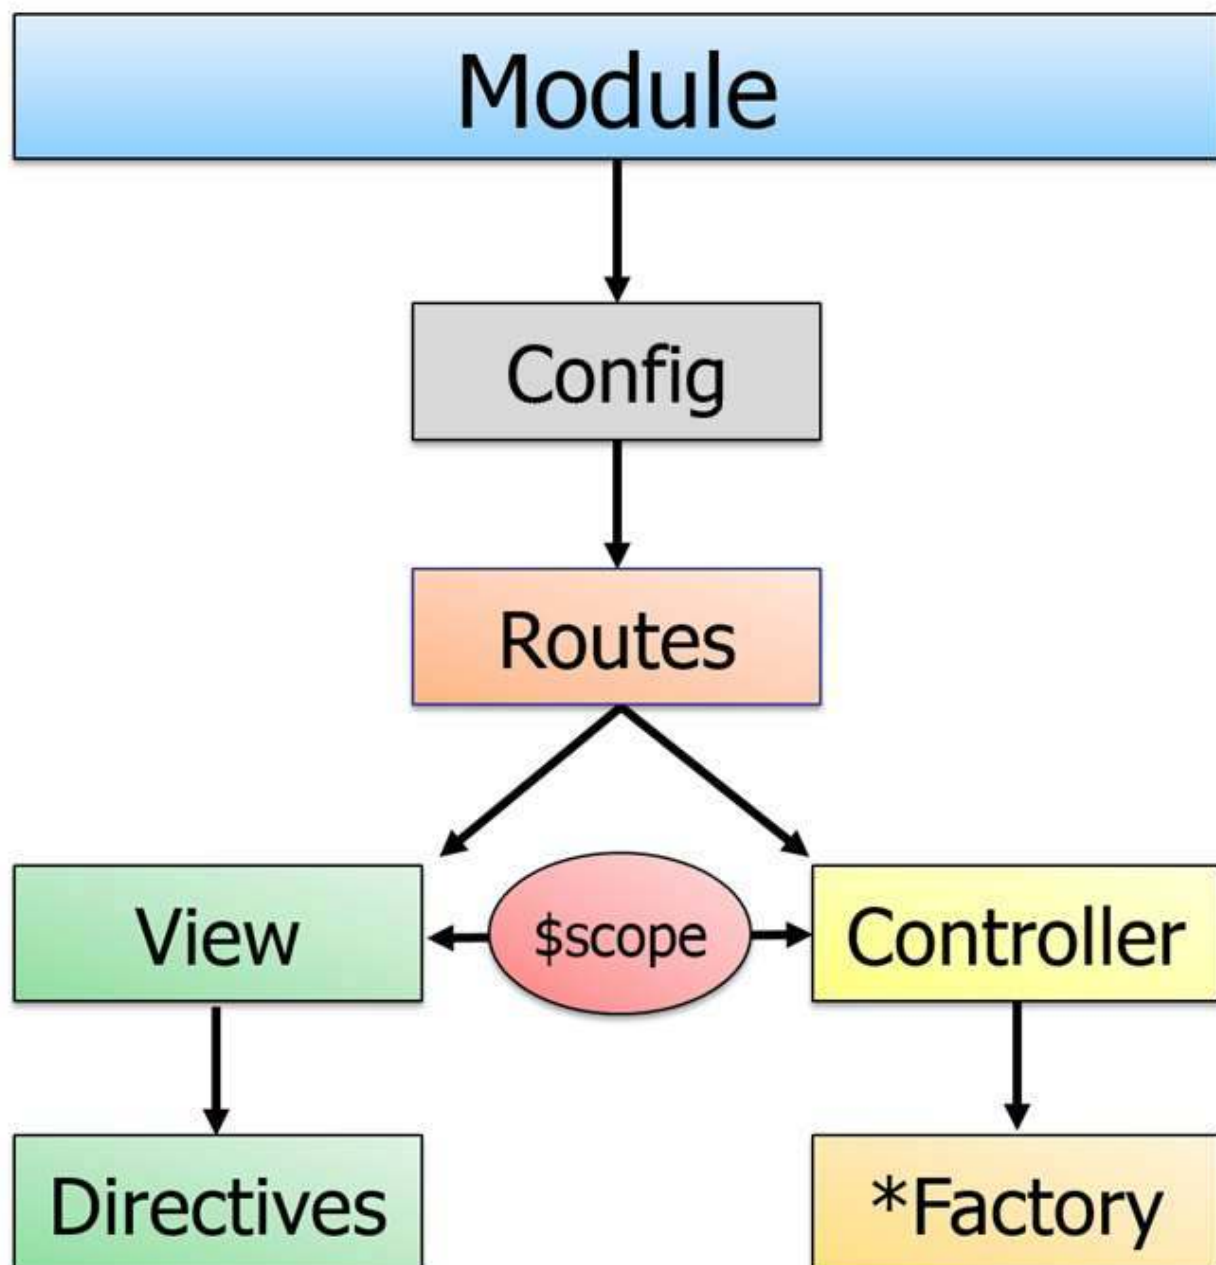 Module
Config
Routes
View
$scope
Controller
Directives
*Factory